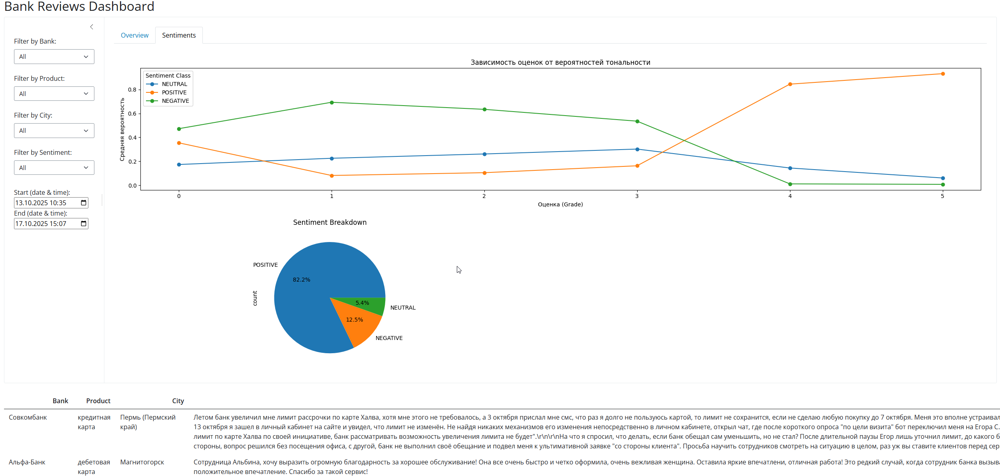 Bank Reviews Dashboard
Filter by Bank:
All
Filter by Product:
All
Filter by City:
All
Filter by Sentiment:
All
Start (date & time):
13.10.2025 10:35
End (date & time):
17.10.2025 15:07
Overview
Sentiments
Зависимость оценок от вероятностей тональности
Sentiment Class
NEUTRAL
POSITIVE
NEGATIVE
Средняя вероятность
0.8
0.6
0.4
0.2
0.0
0 1 2 3 4 5
Оценка (Grade)
Sentiment Breakdown
POSITIVE
82.2%
count
5.4%
NEUTRAL
12.5%
NEGATIVE
Bank Product City
Совкомбанк
кредитная
карта
Пермь (Пермский
край)
Летом банк увеличил мне лимит рассрочки по карте Халва, хотя мне этого не требовалось, а 3 октября прислал мне смс, что раз я долго не пользуюсь картой, то лимит не сохранится, если не сделаю любую покупку до 7 октября. Меня это вполне устраивал
13 октября я зашел в личный кабинет на сайте и увидел, что лимит не изменён. Не найдя никаких механизмов его изменения непосредственно в личном кабинете, открыл чат, где после короткого опроса "по цели визита" бот переключил меня на Егора С.
лимит по карте Халва по своей инициативе, банк рассматривать возможность увеличения лимита не будет".\r\n\r\nНа что я спросил, что делать, если банк обещал сам уменьшить, но не стал? После длительной паузы Егор лишь уточнил лимит, до какого б
стороны, вопрос решился без посещения офиса, с другой, банк не выполнил своё обещание и подвел меня к ультимативной заявке "со стороны клиента". Просьба научить сотрудников смотреть на ситуацию в целом, раз уж вы ставите клиентов перед сер
Альфа-Банк
дебетовая
карта
Магнитогорск
Сотрудница Альбина, хочу выразить огромную благодарность за хорошее обслуживание! Она все очень быстро и четко оформила, очень вежливая женщина. Оставила яркие впечатлени, отличная работа! Это редкий случай, когда сотрудник банка вызыва
положительное впечатление. Спасибо за такой сервис!